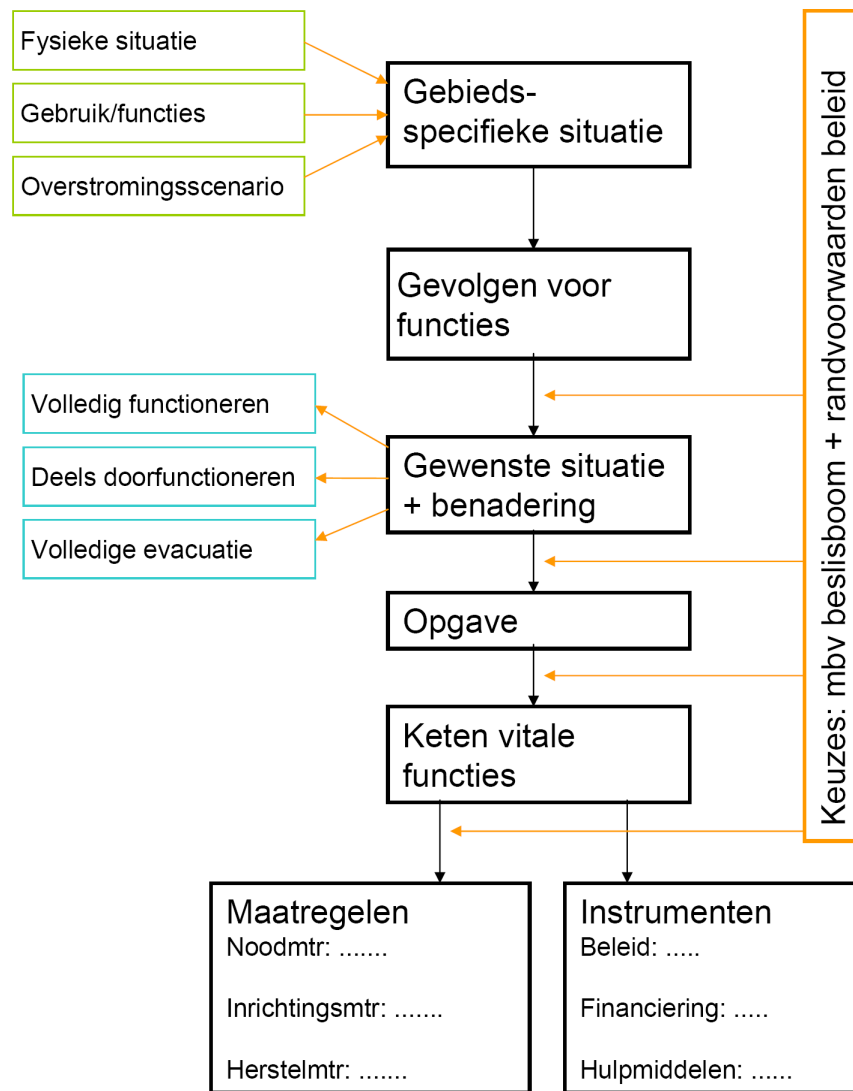 Fysieke situatie
Gebruik/functies
Overstromingsscenario
Gebieds-
specifieke situatie
Gevolgen voor
functies
Volledig functioneren
Deels doorfunctioneren
Volledige evacuatie
Gewenste situatie
+ benadering
Opgave
Keten vitale
functies
Keuzes: mbv beslisboom + randvoorwaarden beleid
Maatregelen
Noodmtr: .......
Inrichtingsmtr: .......
Herstelmtr: .......
Instrumenten
Beleid: .....
Financiering: .....
Hulpmiddelen: ......